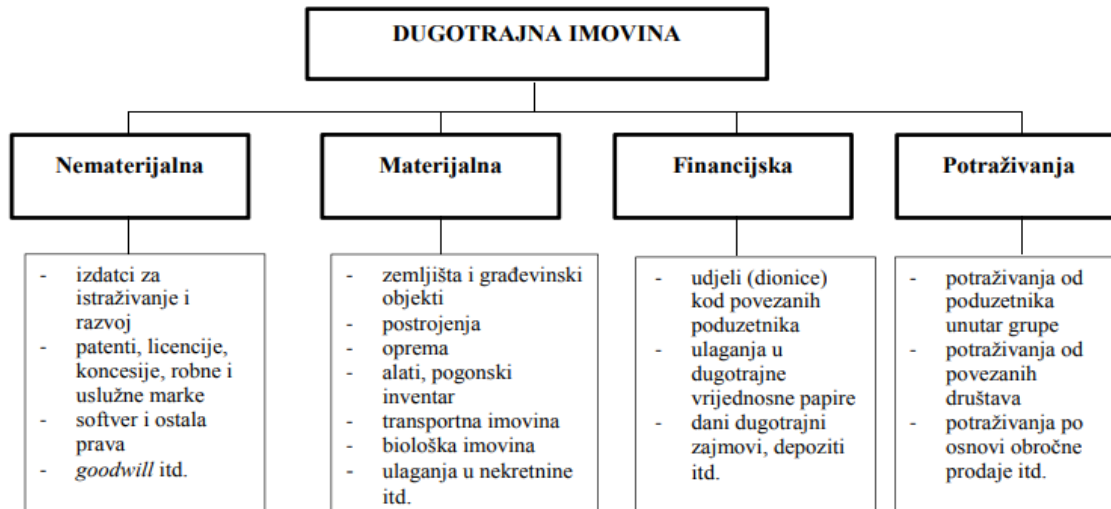 DUGOTRAJNA IMOVINA
Nematerijalna
Materijalna
Financijska
Potraživanja
- izdatci za
istraživanje i
razvoj
- patenti, licencije,
koncesije, robne i
uslužne marke
- softver i ostala
prava
- goodwill itd.
- zemljišta i građevinski
objekti
- postrojenja
- oprema
- alati, pogonski
inventar
- transportna imovina
- biološka imovina
- ulaganja u nekretnine
itd.
- udjeli (dionice)
kod povezanih
poduzetnika
- ulaganja u
dugotrajne
vrijednosne papire
- dani dugotrajni
zajmovi, depoziti
itd.
- potraživanja od
poduzetnika
unutar grupe
- potraživanja od
povezanih
društava
- potraživanja po
osnovi obročne
prodaje itd.